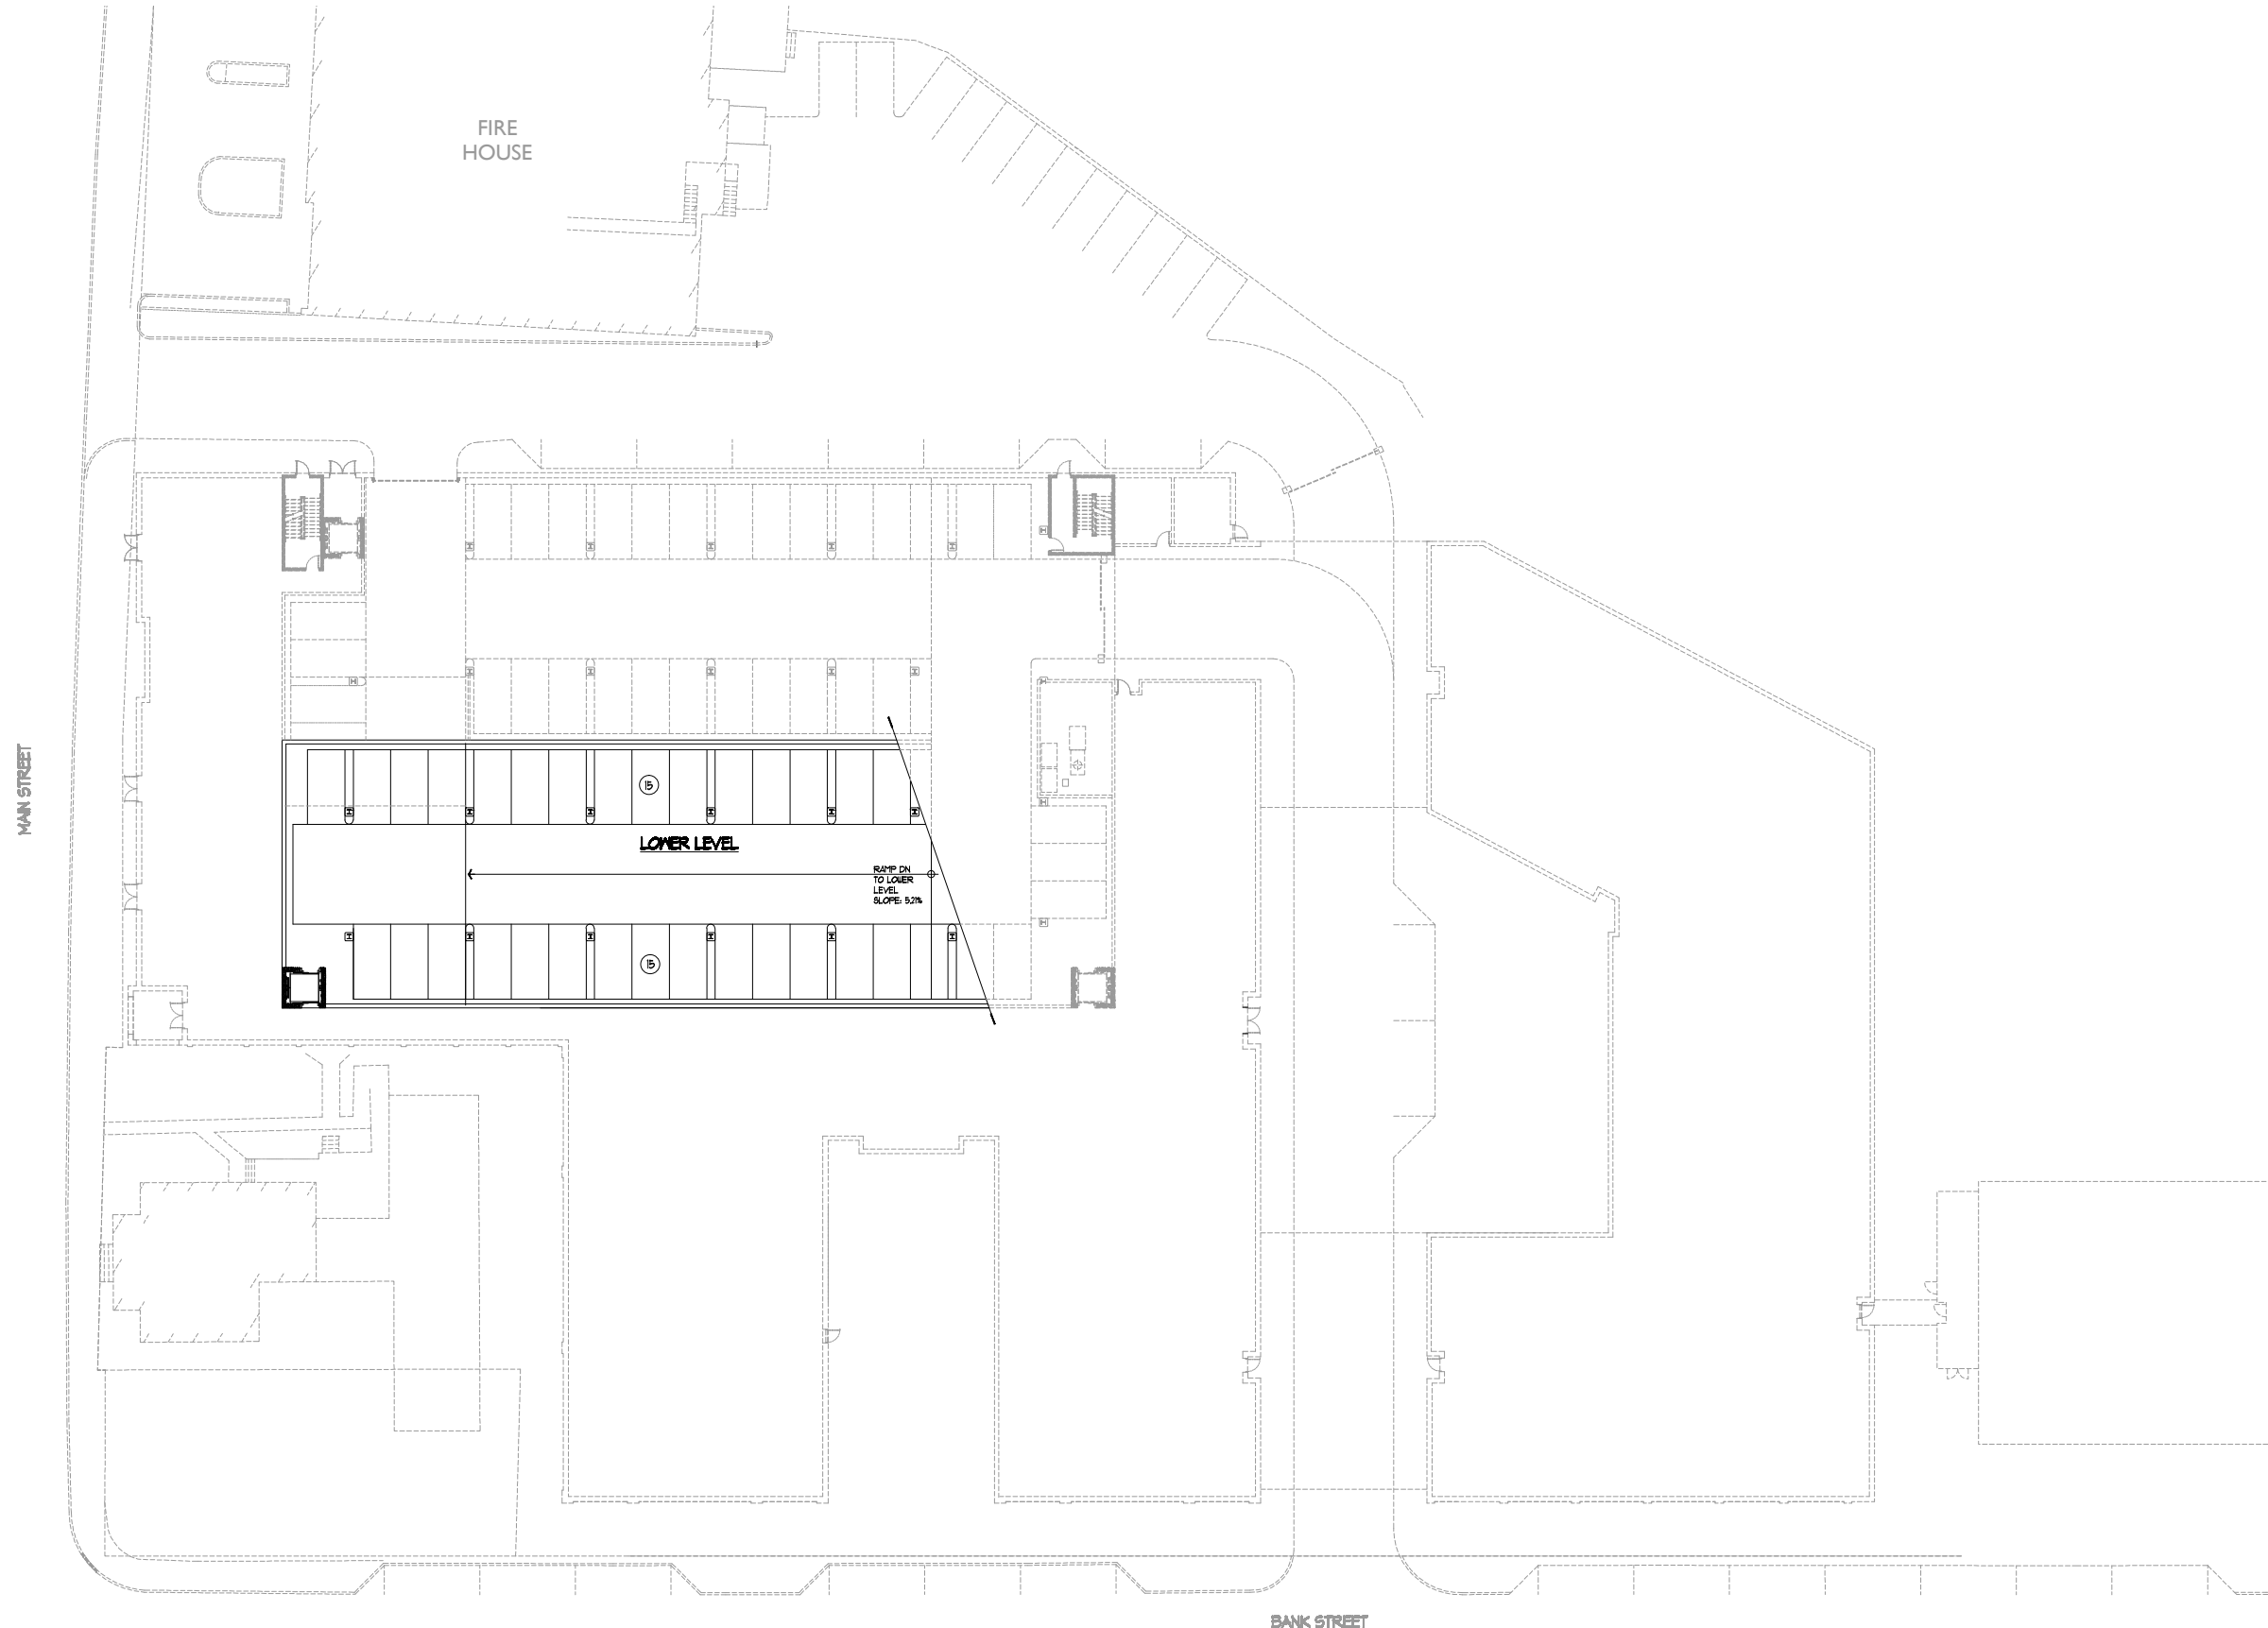 FIRE
HOUSE
MAIN STREET
15
LOWER LEVEL
RAMP DN
TO LOWER
LEVEL
SLOPE: 5.21%
15
BANK STREET